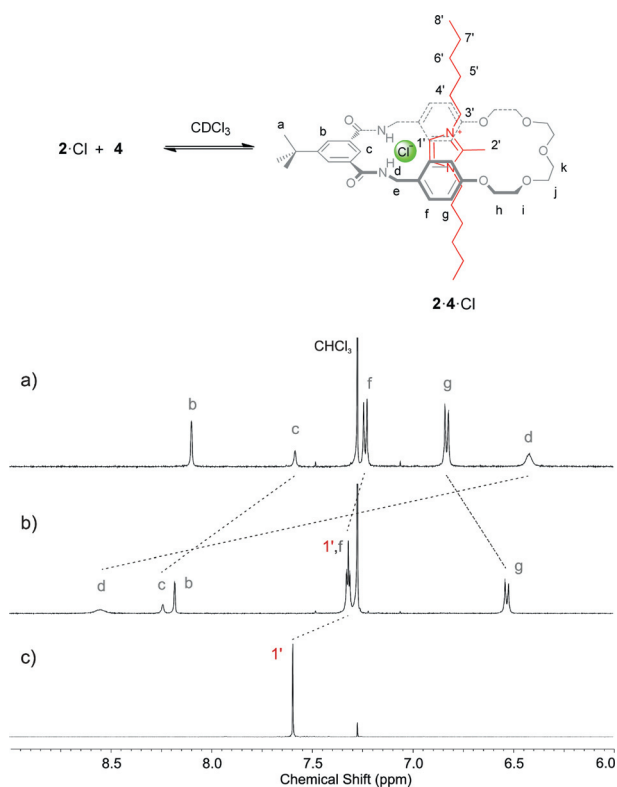 8'
7'
6'
5'
4'
3'
O
O
a
b
O
N
H
N⁺
1'
2'
O
CDCl₃
2·Cl + 4
c
Cl⁻
k
O
N
H
d
N
O
O
e
j
f
g
h
i
2·4·Cl
CHCl₃
a)
b
c
f
g
d
b)
d
c
b
1',f
g
c)
1'
8.5 8.0 7.5 7.0 6.5 6.0
Chemical Shift (ppm)